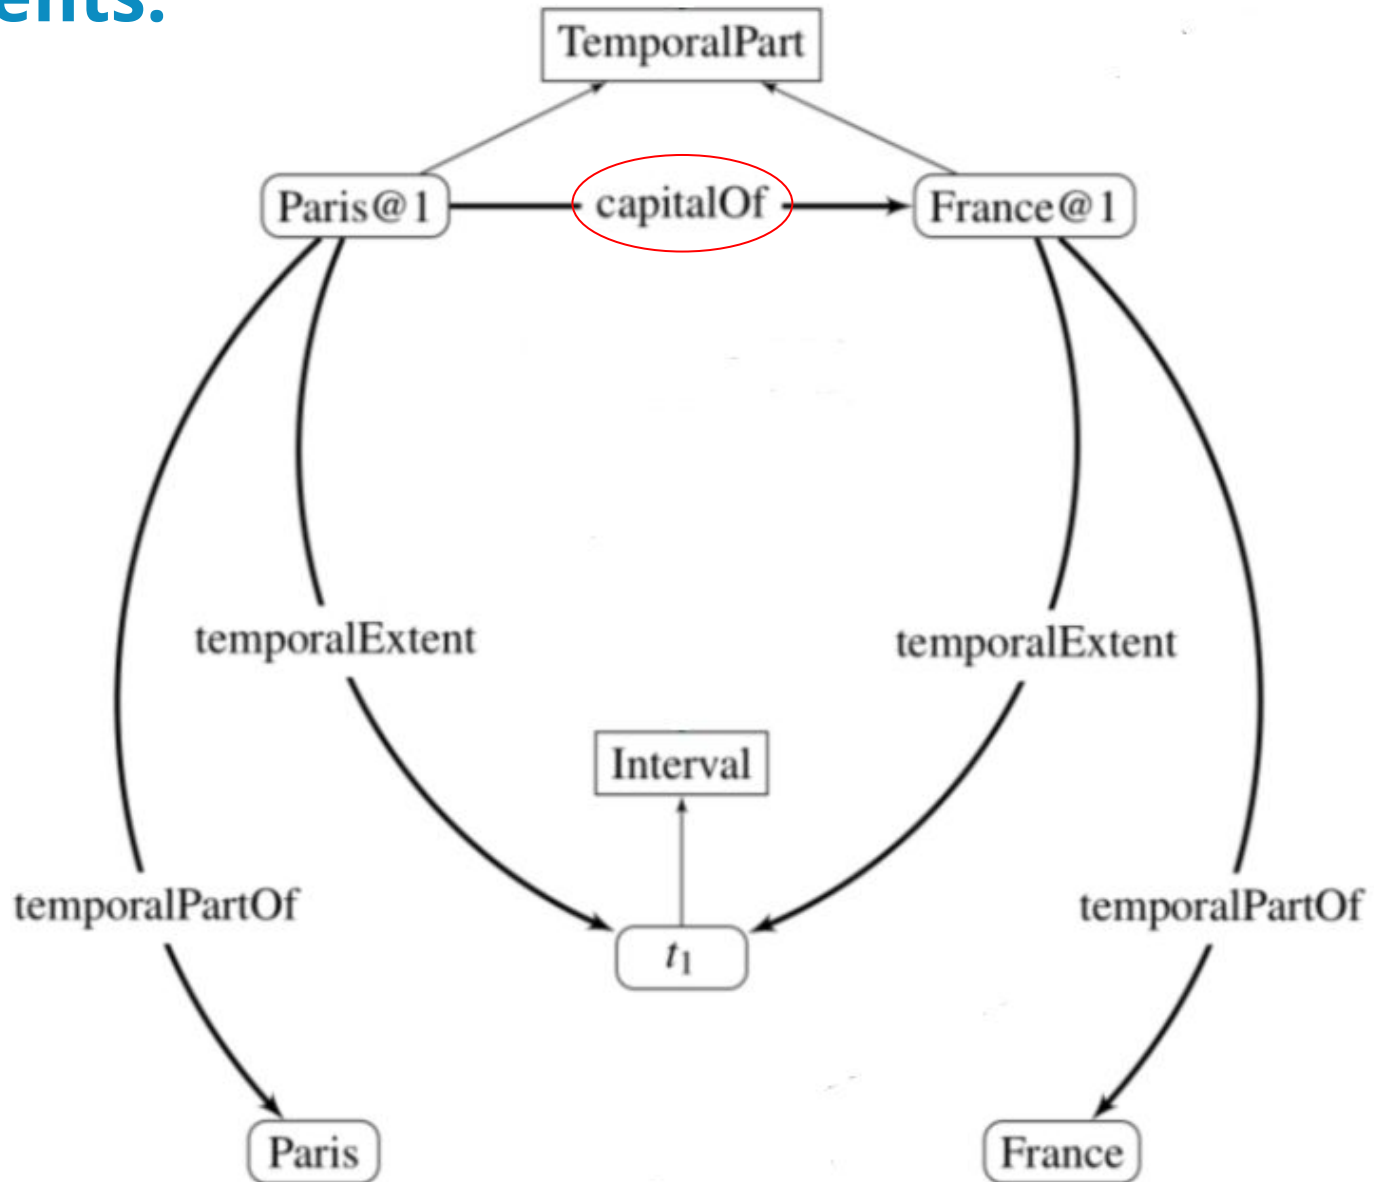 ents.
TemporalPart
Paris@1
capitalOf
France@1
temporalExtent
temporalExtent
Interval
temporalPartOf
temporalPartOf
t1
Paris
France